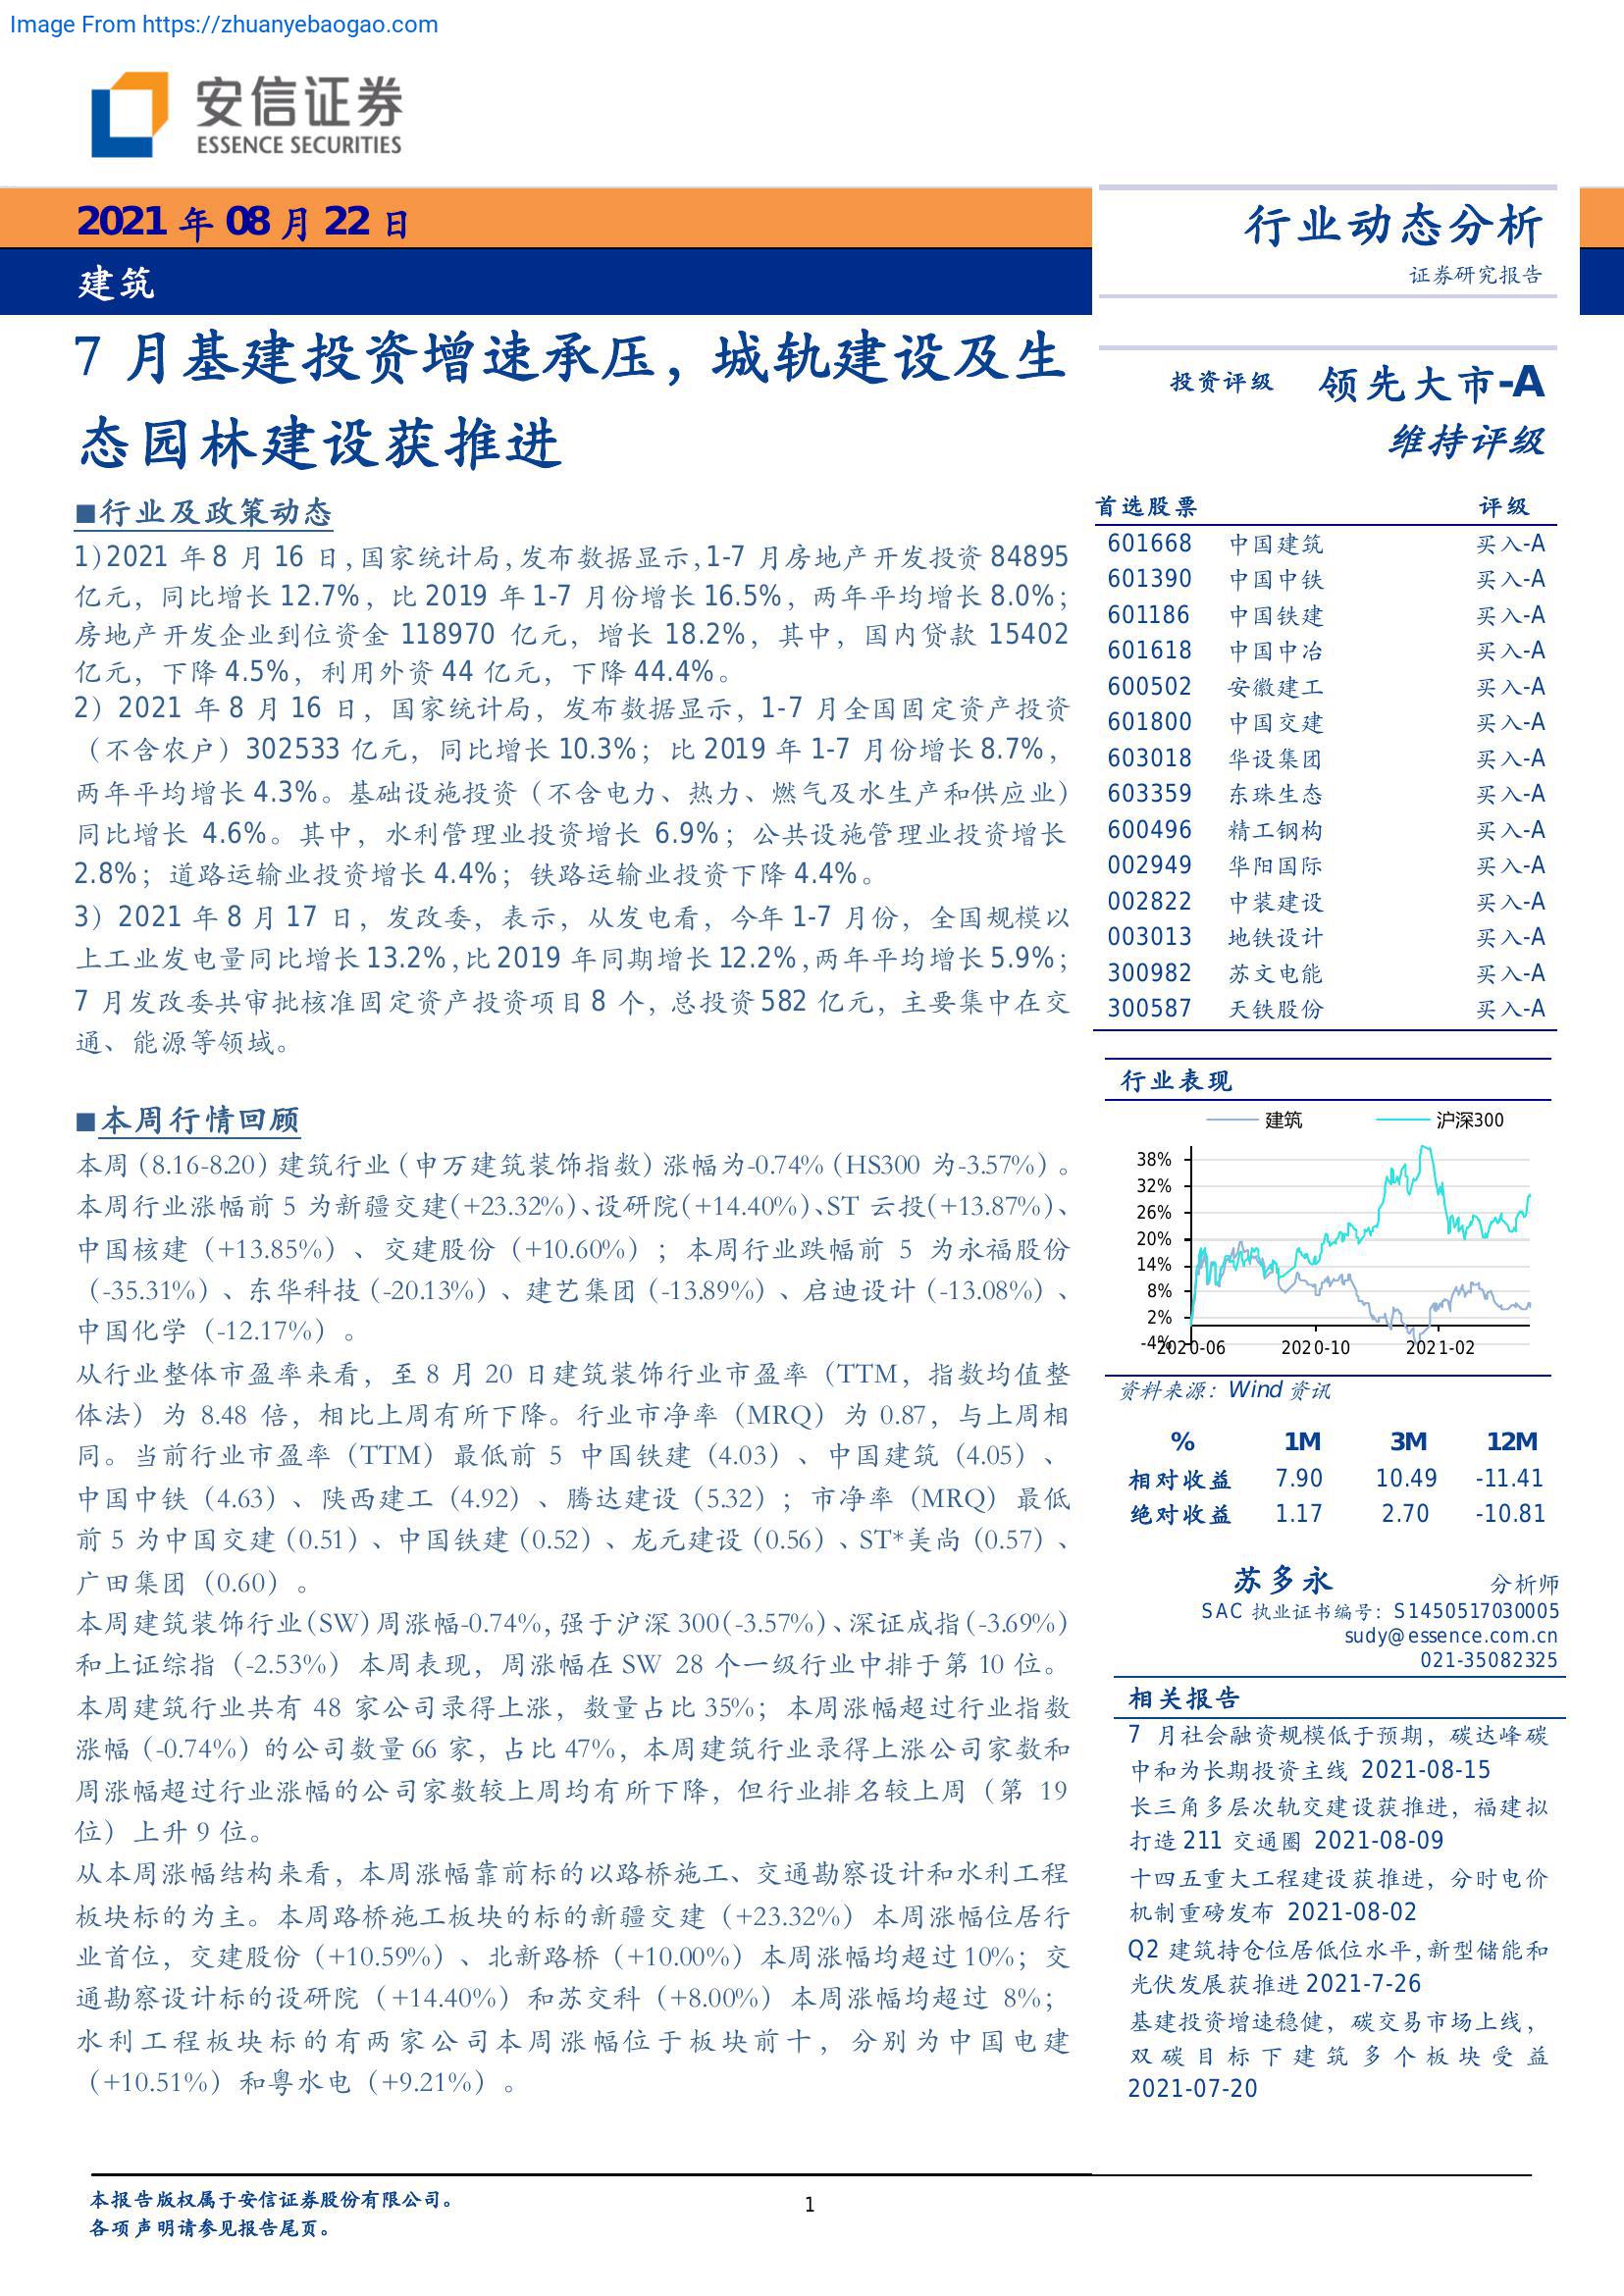 Image From https://zhuanyebaogao.com
安信证券
ESSENCE SECURITIES
2021 年 08 月 22 日
建筑
行业动态分析
证券研究报告
7 月基建投资增速承压，城轨建设及生
态园林建设获推进
■行业及政策动态
1)2021 年 8 月 16 日,国家统计局,发布数据显示,1-7 月房地产开发投资 84895
亿元，同比增长 12.7%，比 2019 年 1-7 月份增长 16.5%，两年平均增长 8.0%；
房地产开发企业到位资金 118970 亿元，增长 18.2%，其中，国内贷款 15402
亿元，下降 4.5%，利用外资 44 亿元，下降 44.4%。
2）2021 年 8 月 16 日，国家统计局，发布数据显示，1-7 月全国固定资产投资
（不含农户）302533 亿元，同比增长 10.3%；比 2019 年 1-7 月份增长 8.7%，
两年平均增长 4.3%。基础设施投资（不含电力、热力、燃气及水生产和供应业）
同比增长 4.6%。其中，水利管理业投资增长 6.9%；公共设施管理业投资增长
2.8%；道路运输业投资增长 4.4%；铁路运输业投资下降 4.4%。
3）2021 年 8 月 17 日，发改委，表示，从发电看，今年 1-7 月份，全国规模以
上工业发电量同比增长 13.2%,比 2019 年同期增长 12.2%,两年平均增长 5.9%；
7 月发改委共审批核准固定资产投资项目 8 个，总投资 582 亿元，主要集中在交
通、能源等领域。
■本周行情回顾
本周（8.16-8.20）建筑行业（申万建筑装饰指数）涨幅为-0.74%（HS300 为-3.57%）。
本周行业涨幅前 5 为新疆交建(+23.32%)、设研院(+14.40%)、ST 云投(+13.87%)、
中国核建（+13.85%）、交建股份（+10.60%）；本周行业跌幅前 5 为永福股份
（-35.31%）、东华科技（-20.13%）、建艺集团（-13.89%）、启迪设计（-13.08%）、
中国化学（-12.17%）。
从行业整体市盈率来看，至 8 月 20 日建筑装饰行业市盈率（TTM，指数均值整
体法）为 8.48 倍，相比上周有所下降。行业市净率（MRQ）为 0.87，与上周相
同。当前行业市盈率（TTM）最低前 5 中国铁建（4.03）、中国建筑（4.05）、
中国中铁（4.63）、陕西建工（4.92）、腾达建设（5.32）；市净率（MRQ）最低
前 5 为中国交建（0.51）、中国铁建（0.52）、龙元建设（0.56）、ST*美尚（0.57）、
广田集团（0.60）。
本周建筑装饰行业(SW)周涨幅-0.74%,强于沪深 300(-3.57%)、深证成指(-3.69%)
和上证综指（-2.53%）本周表现，周涨幅在 SW 28 个一级行业中排于第 10 位。
本周建筑行业共有 48 家公司录得上涨，数量占比 35%；本周涨幅超过行业指数
涨幅（-0.74%）的公司数量 66 家，占比 47%，本周建筑行业录得上涨公司家数和
周涨幅超过行业涨幅的公司家数较上周均有所下降，但行业排名较上周（第 19
位）上升 9 位。
从本周涨幅结构来看，本周涨幅靠前标的以路桥施工、交通勘察设计和水利工程
板块标的为主。本周路桥施工板块的标的新疆交建（+23.32%）本周涨幅位居行
业首位，交建股份（+10.59%）、北新路桥（+10.00%）本周涨幅均超过 10%；交
通勘察设计标的设研院（+14.40%）和苏交科（+8.00%）本周涨幅均超过 8%；
水利工程板块标的有两家公司本周涨幅位于板块前十，分别为中国电建
（+10.51%）和粤水电（+9.21%）。
投资评级 领先大市-A
维持评级
首选股票 评级
601668 中国建筑 买入-A
601390 中国中铁 买入-A
601186 中国铁建 买入-A
601618 中国中冶 买入-A
600502 安徽建工 买入-A
601800 中国交建 买入-A
603018 华设集团 买入-A
603359 东珠生态 买入-A
600496 精工钢构 买入-A
002949 华阳国际 买入-A
002822 中装建设 买入-A
003013 地铁设计 买入-A
300982 苏文电能 买入-A
300587 天铁股份 买入-A
行业表现
建筑 沪深300
38%
32%
26%
20%
14%
8%
2%
-4%
2020-06 2020-10 2021-02
资料来源：Wind 资讯
% 1M 3M 12M
相对收益 7.90 10.49 -11.41
绝对收益 1.17 2.70 -10.81
苏多永 分析师
SAC 执业证书编号：S1450517030005
sudy@essence.com.cn
021-35082325
相关报告
7 月社会融资规模低于预期，碳达峰碳
中和为长期投资主线 2021-08-15
长三角多层次轨交建设获推进，福建拟
打造 211 交通圈 2021-08-09
十四五重大工程建设获推进，分时电价
机制重磅发布 2021-08-02
Q2 建筑持仓位居低位水平,新型储能和
光伏发展获推进 2021-7-26
基建投资增速稳健，碳交易市场上线，
双碳目标下建筑多个板块受益
2021-07-20
本报告版权属于安信证券股份有限公司。
各项声明请参见报告尾页。
1